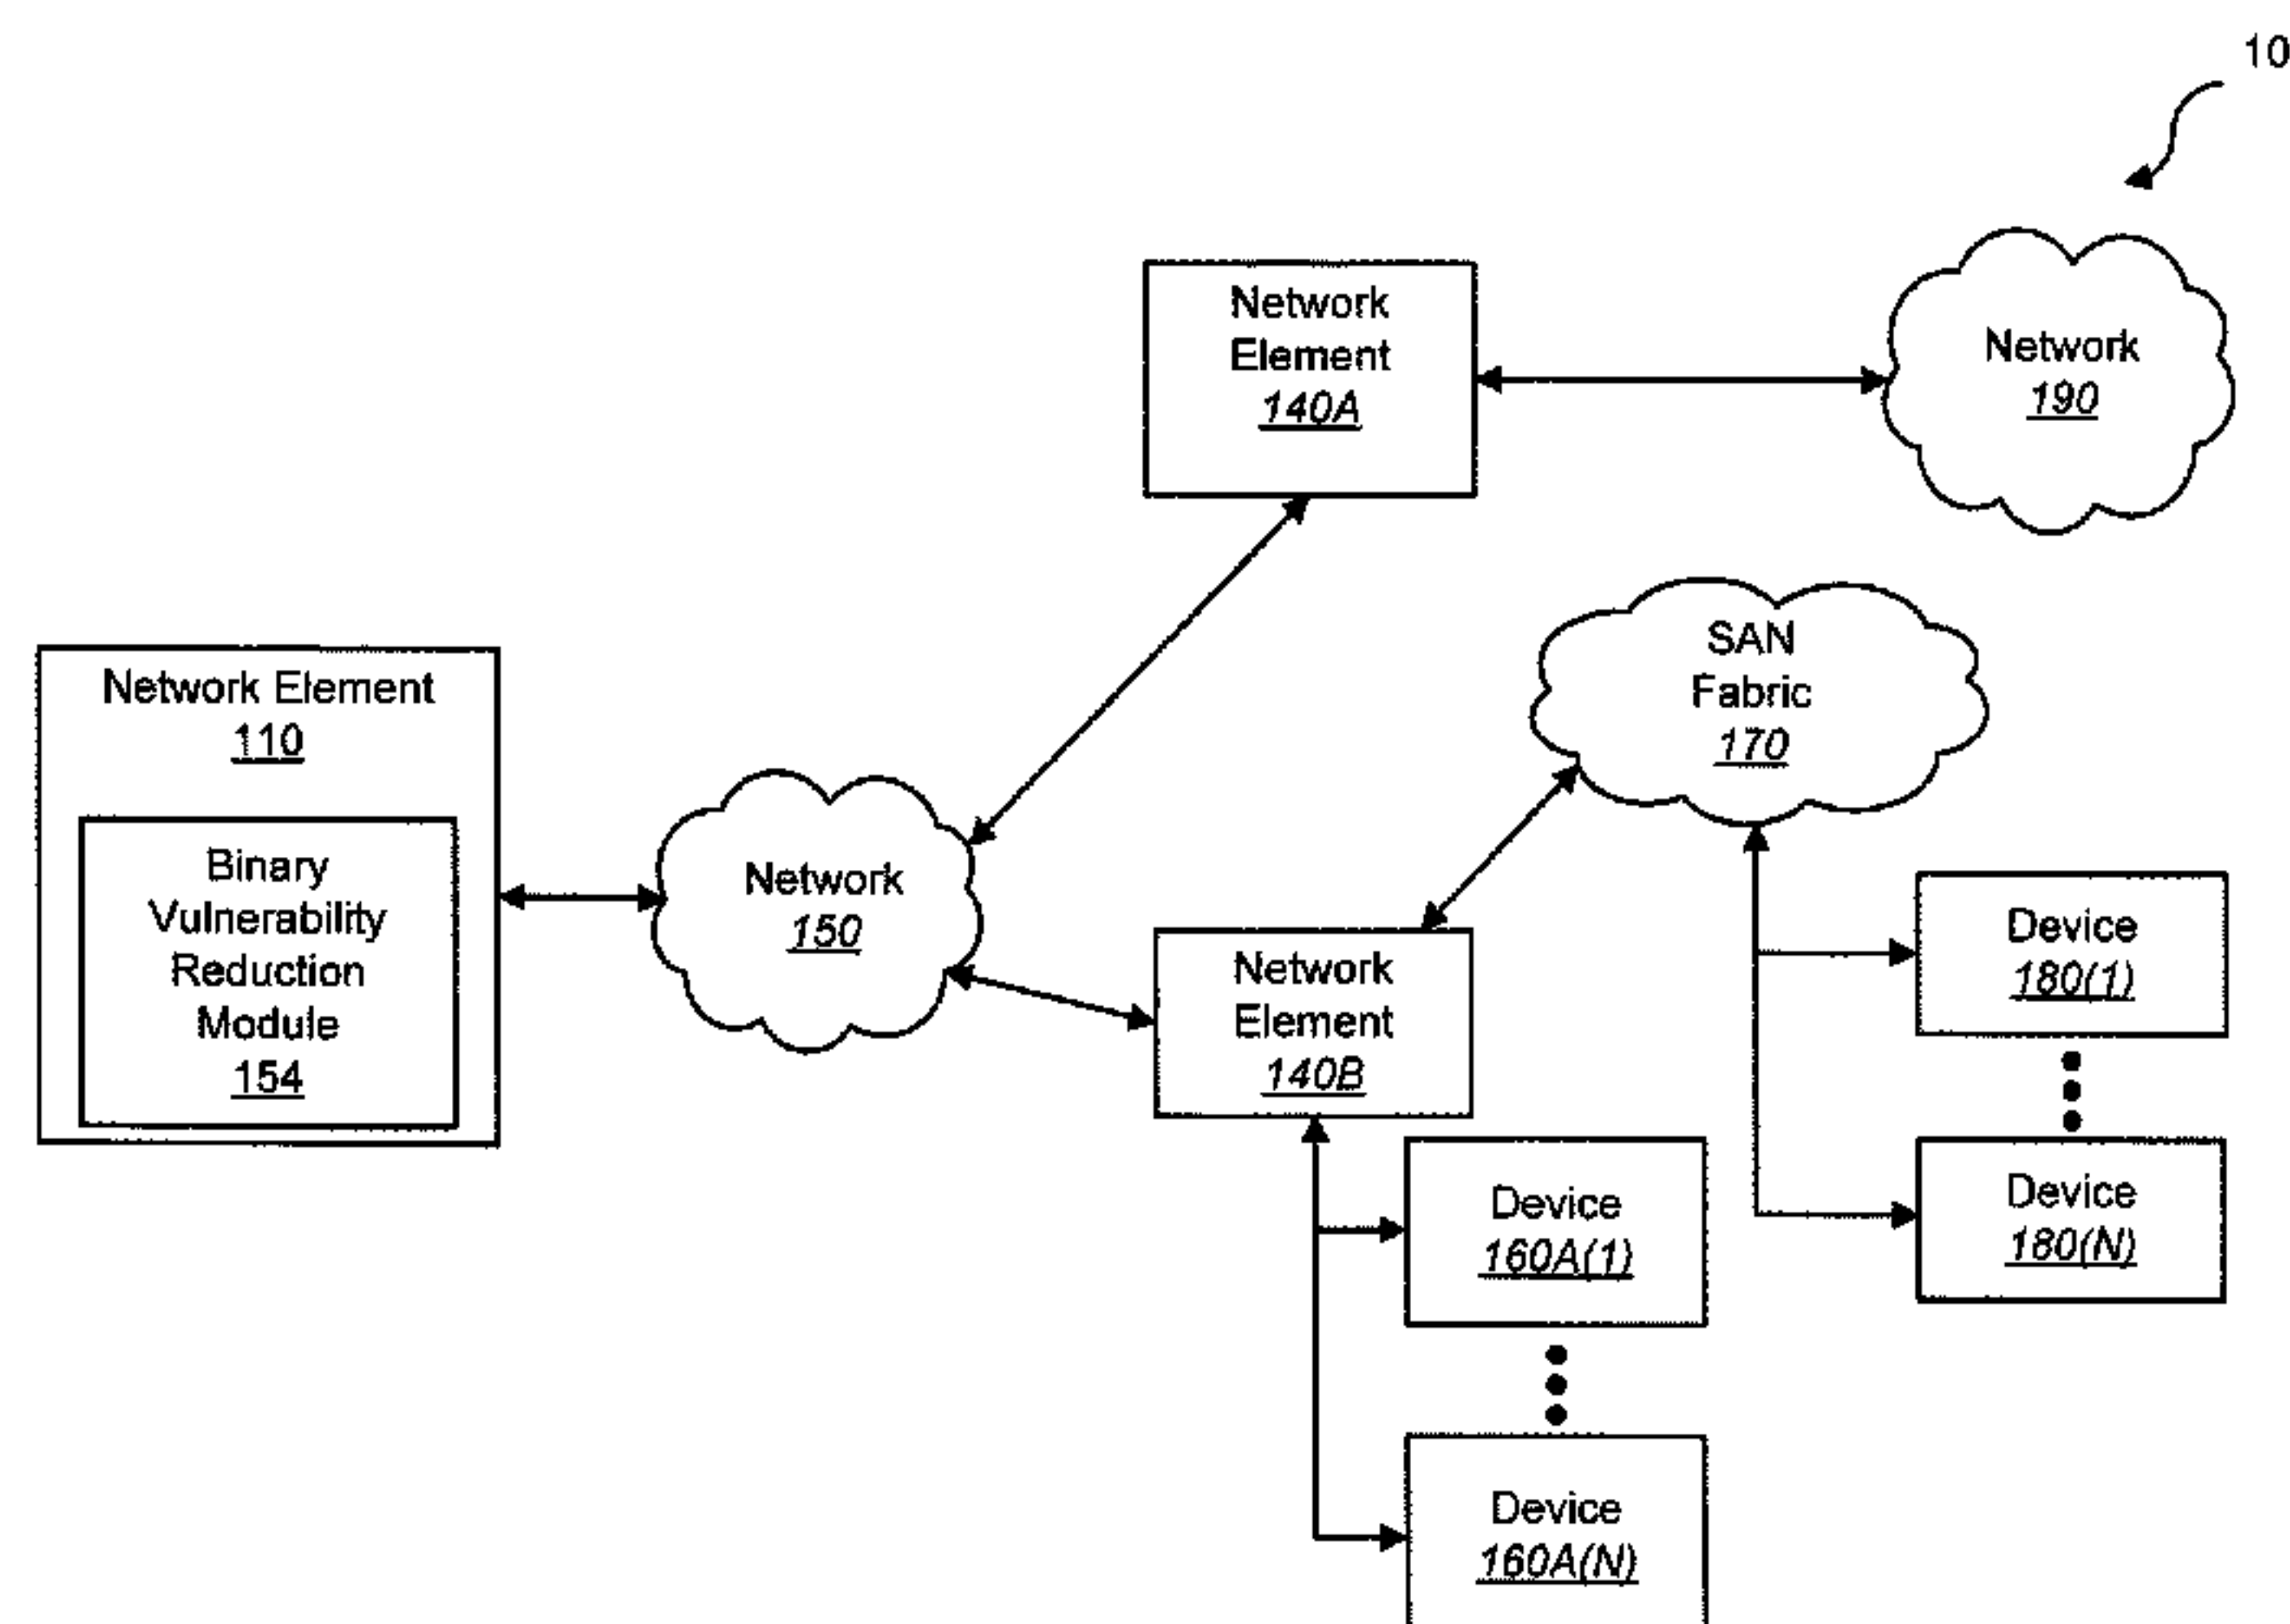 10
Network
Element
140A
Network
190
SAN
Fabric
170
Network Element
110
Binary
Vulnerability
Reduction
Module
154
Network
150
Network
Element
140B
Device
180(1)
Device
180(N)
Device
160A(1)
Device
160A(N)